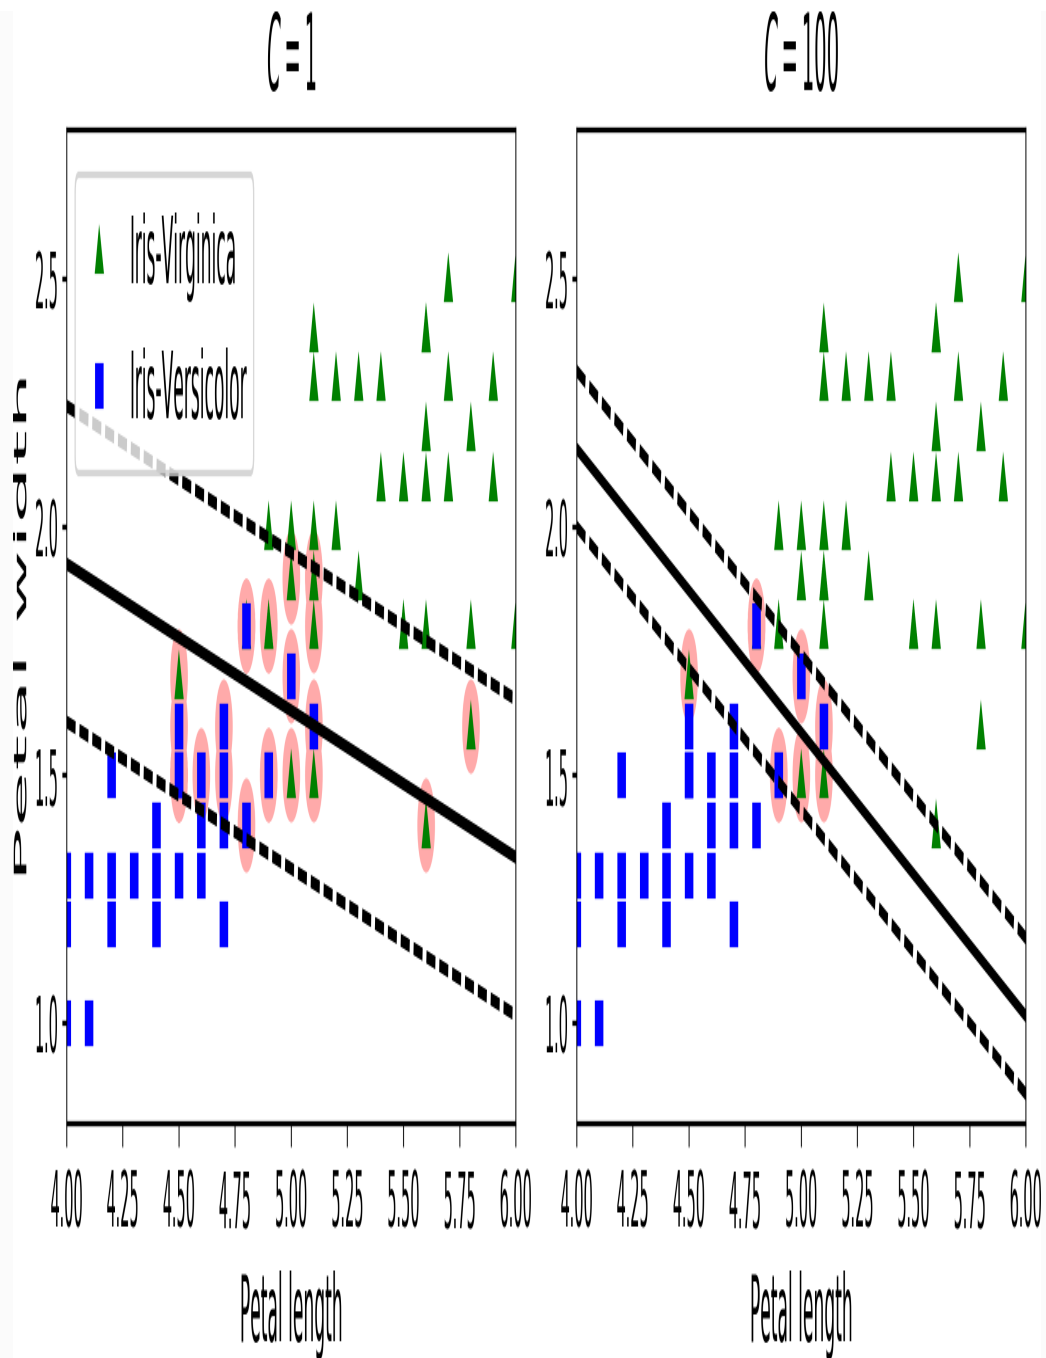 C = 1
C = 100
Iris-Virginica
Iris-Versicolor
Petal width
2.5
2.0
1.5
1.0
2.5
2.0
1.5
1.0
4.00 4.25 4.50 4.75 5.00 5.25 5.50 5.75 6.00
4.00 4.25 4.50 4.75 5.00 5.25 5.50 5.75 6.00
Petal length
Petal length